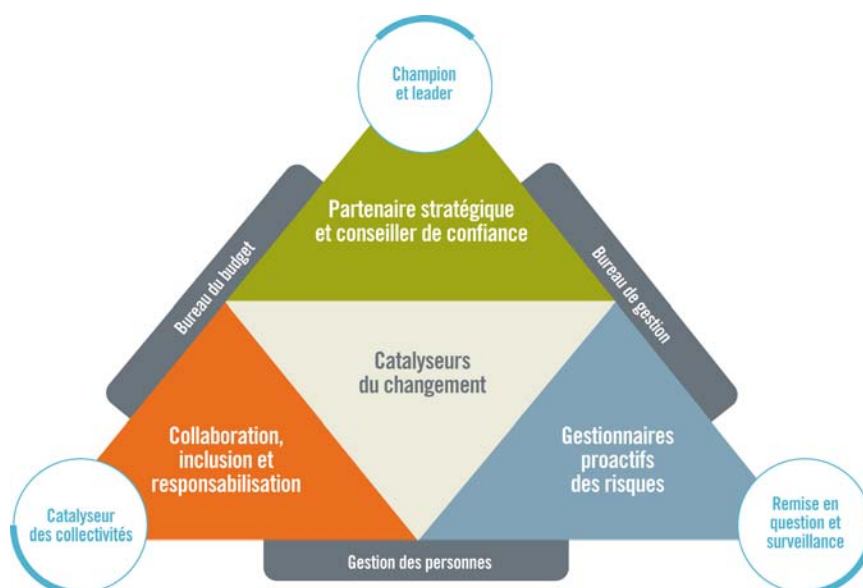 Champion
et leader
Partenaire stratégique
et conseiller de confiance
Bureau du budget
Bureau de gestion
Catalyseurs
du changement
Collaboration,
inclusion et
responsabilisation
Gestionnaires
proactifs
des risques
Catalyseur
des collectivités
Remise en
question et
surveillance
Gestion des personnes